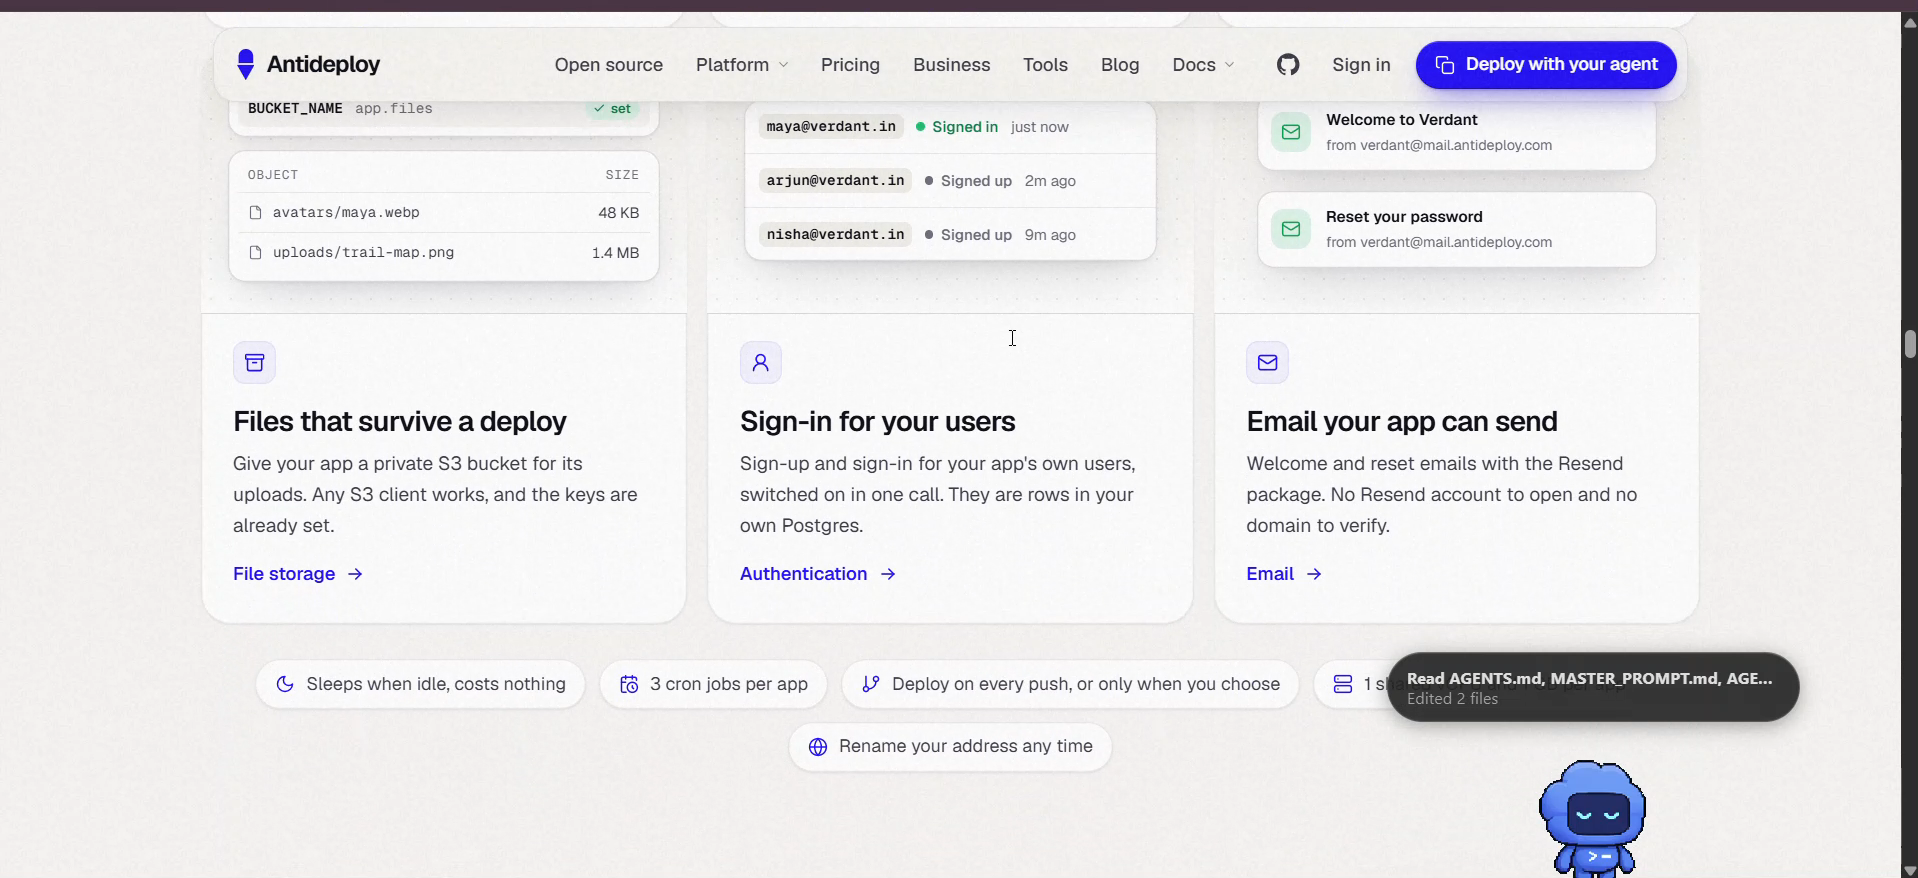 Antideploy
Open source Platform Pricing Business Tools Blog Docs Sign in Deploy with your agent
BUCKET_NAME app.files set
OBJECT SIZE
avatars/maya.webp 48 KB
uploads/trail-map.png 1.4 MB
maya@verdant.in Signed in just now
arjun@verdant.in Signed up 2m ago
nisha@verdant.in Signed up 9m ago
Welcome to Verdant
from verdant@mail.antideploy.com
Reset your password
from verdant@mail.antideploy.com
Files that survive a deploy
Give your app a private S3 bucket for its
uploads. Any S3 client works, and the keys are
already set.
File storage
Sign-in for your users
Sign-up and sign-in for your app's own users,
switched on in one call. They are rows in your
own Postgres.
Authentication
Email your app can send
Welcome and reset emails with the Resend
package. No Resend account to open and no
domain to verify.
Email
Sleeps when idle, costs nothing
3 cron jobs per app
Deploy on every push, or only when you choose
1
Read AGENTS.md, MASTER_PROMPT.md, AGE...
Edited 2 files
Rename your address any time